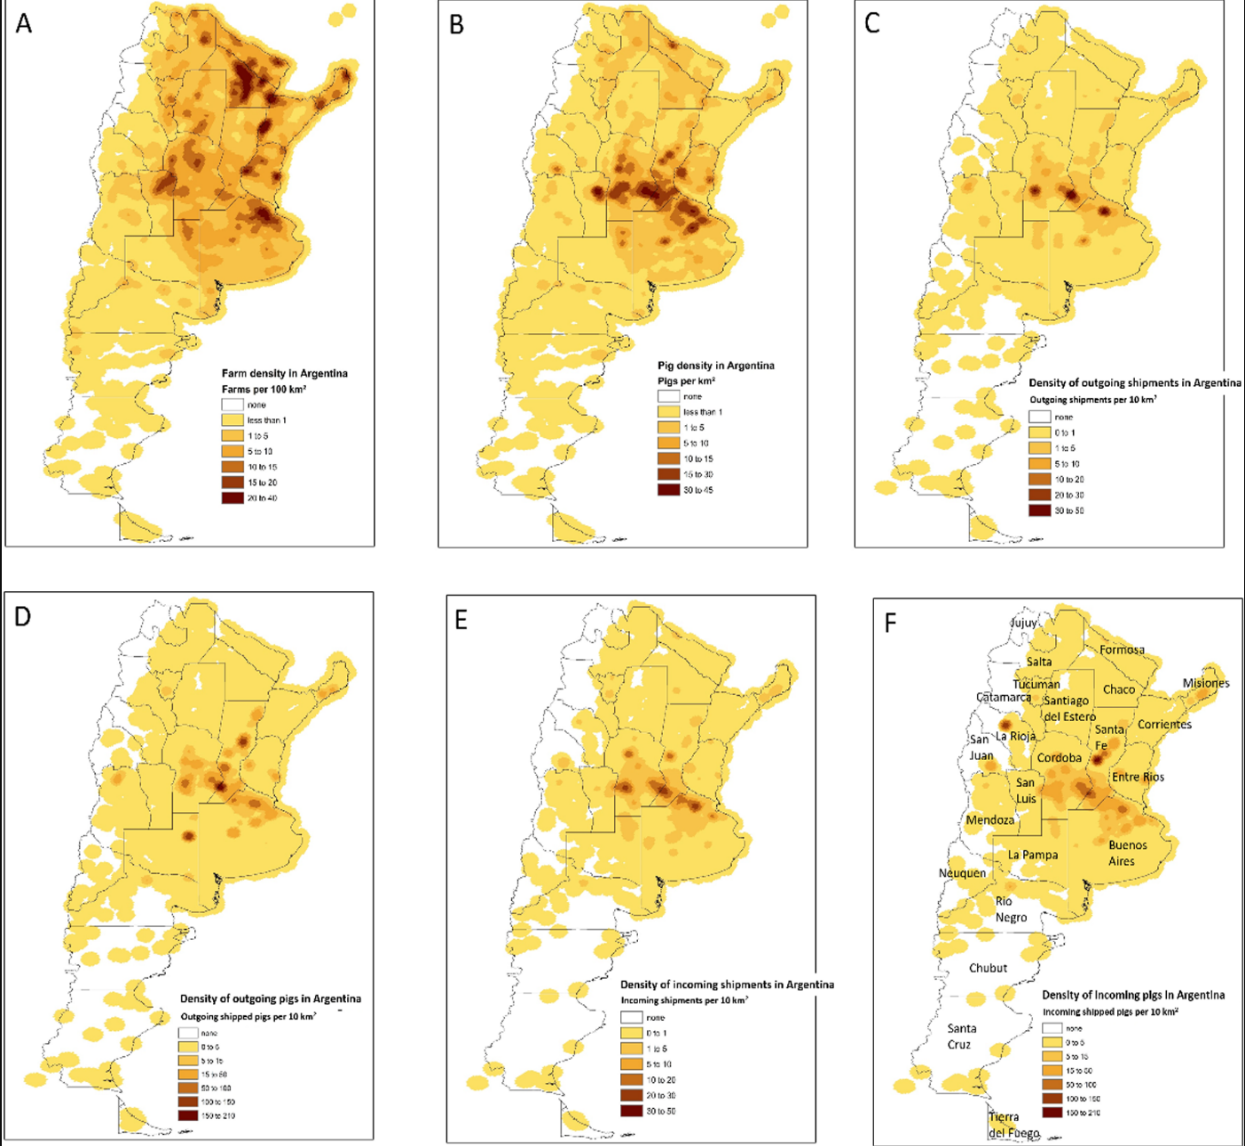 A
Farm density in Argentina
Farms per 100 km²
none
less than 1
1 to 5
5 to 10
10 to 15
15 to 20
20 to 40
B
Pig density in Argentina
Pigs per km²
none
less than 1
1 to 5
5 to 10
10 to 15
15 to 30
30 to 45
C
Density of outgoing shipments in Argentina
Outgoing shipments per 10 km²
none
0 to 1
1 to 5
5 to 10
10 to 20
20 to 30
30 to 50
D
Density of outgoing pigs in Argentina
Outgoing shipped pigs per 10 km²
none
0 to 5
5 to 15
15 to 50
50 to 100
100 to 150
150 to 210
E
Density of incoming shipments in Argentina
Incoming shipments per 10 km²
none
0 to 1
1 to 5
5 to 10
10 to 20
20 to 30
30 to 50
F
Jujuy
Formosa
Salta
Tucuman
Misiones
Catamarca
Chaco
Santiago
del Estero
Corrientes
Santa
Fe
La Rioja
San
Juan
Cordoba
Entre Rios
San
Luis
Mendoza
Buenos
Aires
La Pampa
Neuquen
Rio
Negro
Chubut
Santa
Cruz
Tierra
del Fuego
Density of incoming pigs in Argentina
Incoming shipped pigs per 10 km²
none
0 to 5
5 to 15
15 to 50
50 to 100
100 to 150
150 to 210